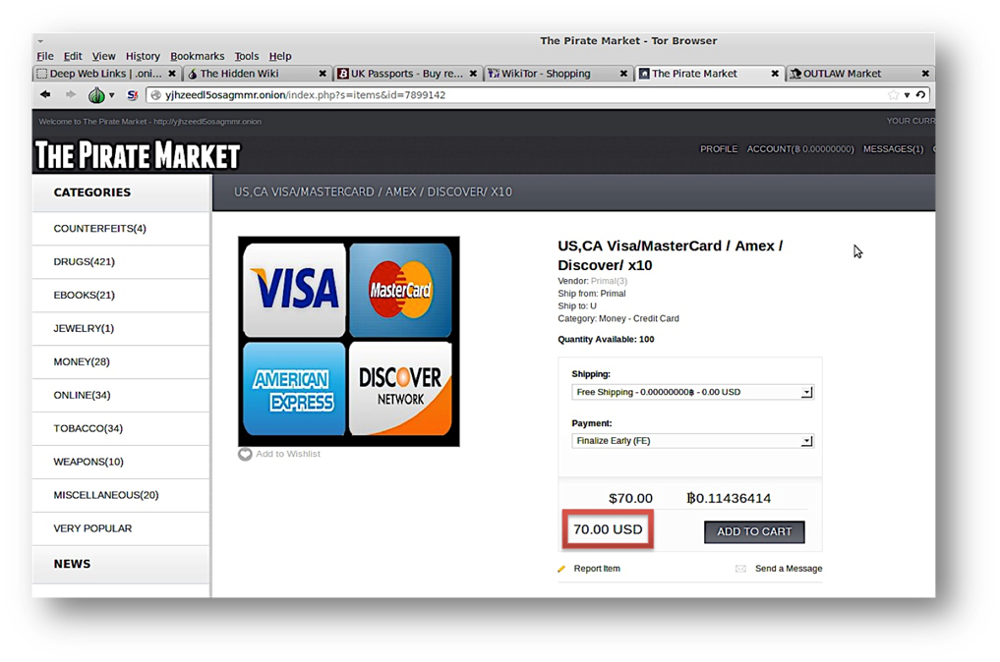 The Pirate Market - Tor Browser
File Edit View History Bookmarks Tools Help
Deep Web Links | .oni... The Hidden Wiki UK Passports - Buy re... WikiTor - Shopping The Pirate Market OUTLAW Market
yjhzeedl5osagmmr.onion/index.php?s=items&id=7899142
Welcome to The Pirate Market - http://yjhzeedl5osagmmr.onion YOUR CURR
THE PIRATE MARKET
PROFILE ACCOUNT(฿ 0.00000000) MESSAGES(1)
CATEGORIES
US,CA VISA/MASTERCARD / AMEX / DISCOVER/ X10
COUNTERFEITS(4)
DRUGS(421)
EBOOKS(21)
JEWELRY(1)
MONEY(28)
ONLINE(34)
TOBACCO(34)
WEAPONS(10)
MISCELLANEOUS(20)
VERY POPULAR
NEWS
VISA
MasterCard
AMERICAN
EXPRESS
DISCOVER
NETWORK
Add to Wishlist
US,CA Visa/MasterCard / Amex /
Discover/ x10
Vendor: Primal(3)
Ship from: Primal
Ship to: U
Category: Money - Credit Card
Quantity Available: 100
Shipping:
Free Shipping - 0.00000000฿ - 0.00 USD
Payment:
Finalize Early (FE)
$70.00 ฿0.11436414
70.00 USD ADD TO CART
Report Item Send a Message